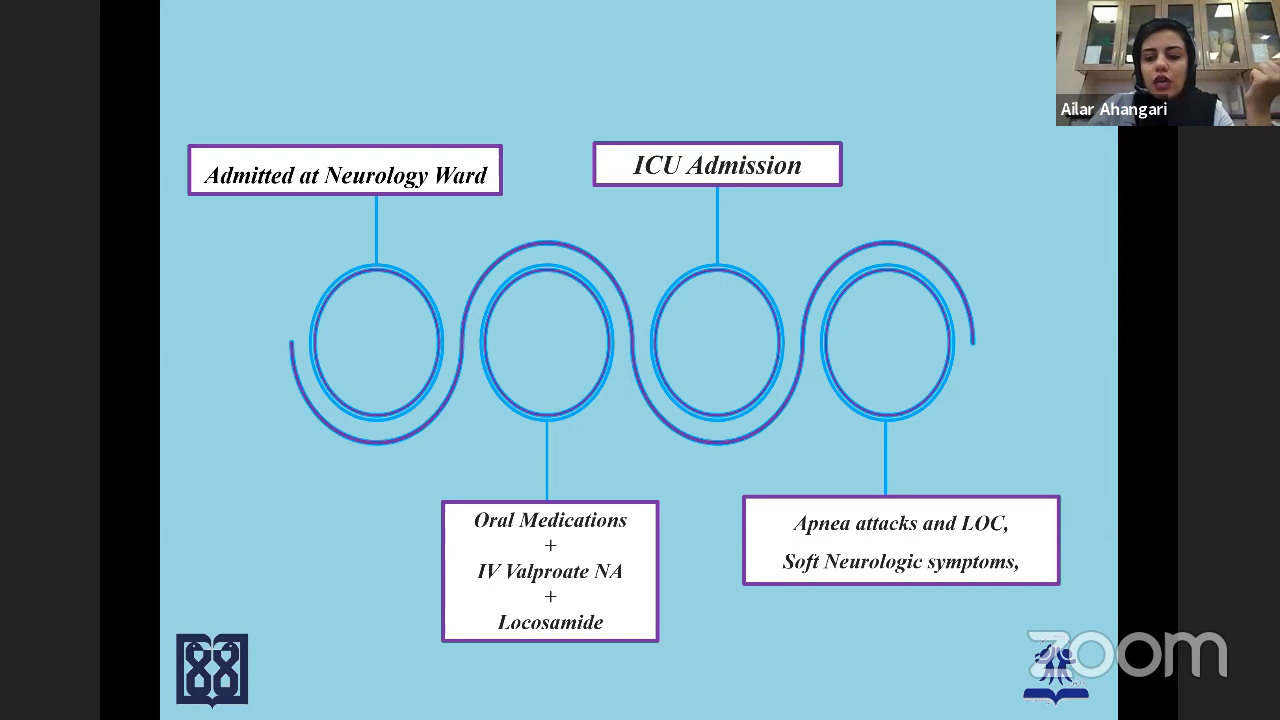 Ailar Ahangari
Admitted at Neurology Ward
ICU Admission
Oral Medications
+
IV Valproate NA
+
Locosamide
Apnea attacks and LOC,
Soft Neurologic symptoms,
zoom